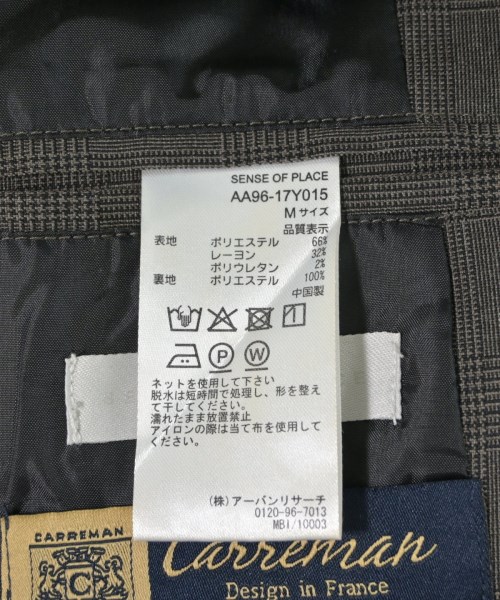 SENSE OF PLACE
AA96-17Y015
M サイズ
品質表示
表地 ポリエステル 66%
レーヨン 32%
ポリウレタン 2%
裏地 ポリエステル 100%
中国製
P W
ネットを使用して下さい
脱水は短時間で処理し、形を整え
て干してください。
濡れたまま放置禁止
アイロンの際は当て布を使用して
下さい。
(株)アーバンリサーチ
0120-96-7013
MBI/10003
CARREMAN
C
Carreman
Design in France